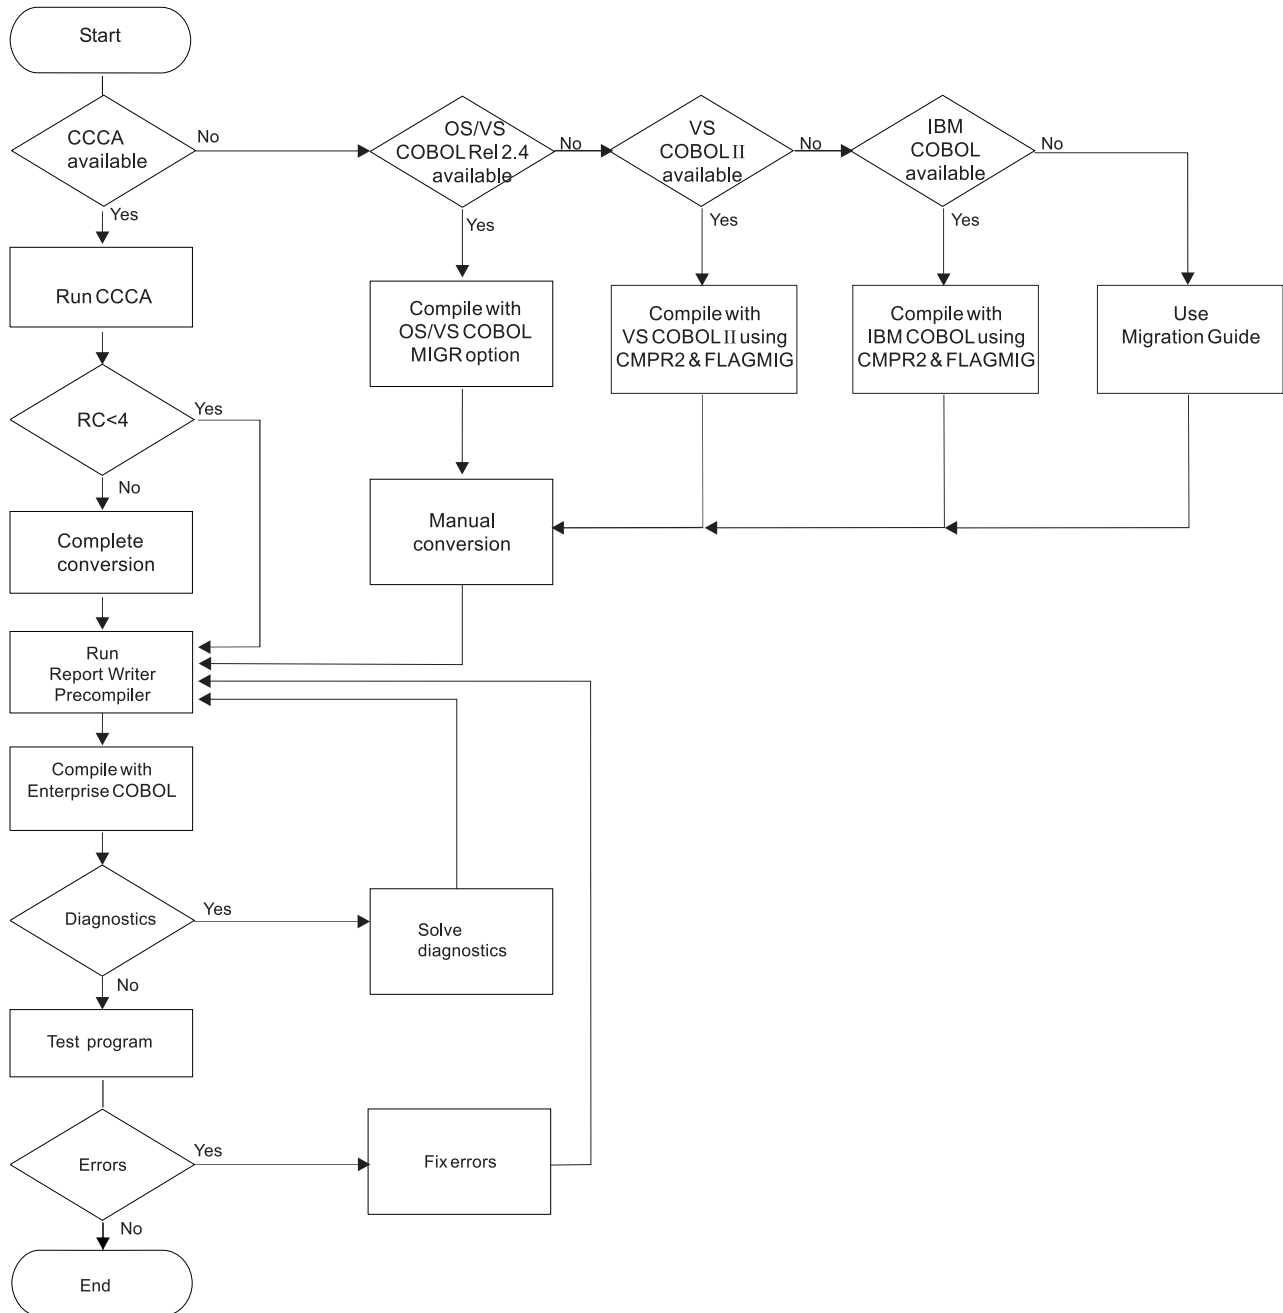 Start
CCCA
available
No
OS/VS
COBOL Rel 2.4
available
No
VS
COBOL II
available
No
IBM
COBOL
available
No
Yes
Yes
Yes
Yes
Run CCCA
Compile with
OS/VS COBOL
MIGR option
Compile with
VS COBOL II using
CMPR2 & FLAGMIG
Compile with
IBM COBOL using
CMPR2 & FLAGMIG
Use
Migration Guide
RC<4
Yes
No
Complete
conversion
Manual
conversion
Run
Report Writer
Precompiler
Compile with
Enterprise COBOL
Diagnostics
Yes
Solve
diagnostics
No
Test program
Errors
Yes
Fix errors
No
End